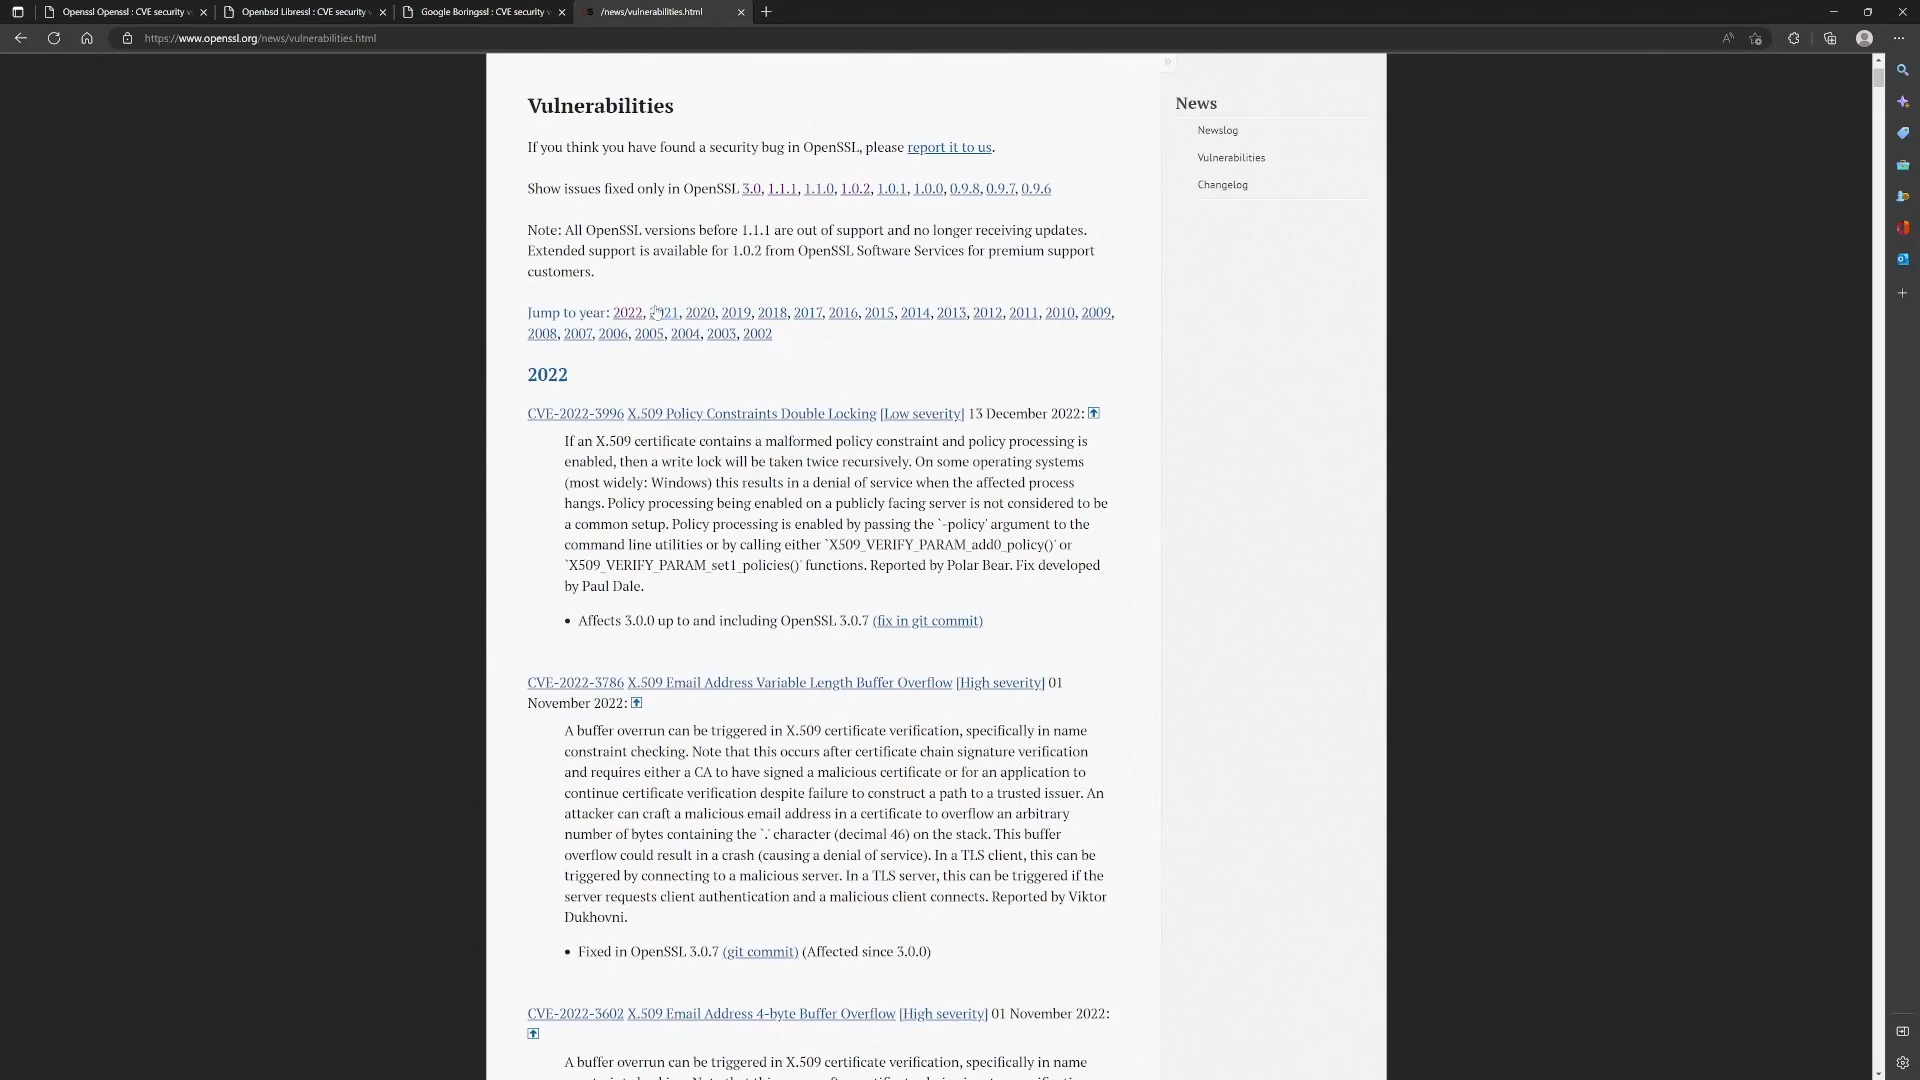 Openssl Openssl : CVE security v
Openbsd Libressl : CVE security v
Google Boringssl : CVE security v
/news/vulnerabilities.html
https://www.openssl.org/news/vulnerabilities.html
Vulnerabilities
If you think you have found a security bug in OpenSSL, please report it to us.
Show issues fixed only in OpenSSL 3.0, 1.1.1, 1.1.0, 1.0.2, 1.0.1, 1.0.0, 0.9.8, 0.9.7, 0.9.6
Note: All OpenSSL versions before 1.1.1 are out of support and no longer receiving updates.
Extended support is available for 1.0.2 from OpenSSL Software Services for premium support
customers.
Jump to year: 2022, 2021, 2020, 2019, 2018, 2017, 2016, 2015, 2014, 2013, 2012, 2011, 2010, 2009,
2008, 2007, 2006, 2005, 2004, 2003, 2002
2022
CVE-2022-3996 X.509 Policy Constraints Double Locking [Low severity] 13 December 2022:
If an X.509 certificate contains a malformed policy constraint and policy processing is
enabled, then a write lock will be taken twice recursively. On some operating systems
(most widely: Windows) this results in a denial of service when the affected process
hangs. Policy processing being enabled on a publicly facing server is not considered to be
a common setup. Policy processing is enabled by passing the `-policy' argument to the
command line utilities or by calling either `X509_VERIFY_PARAM_add0_policy()' or
`X509_VERIFY_PARAM_set1_policies()' functions. Reported by Polar Bear. Fix developed
by Paul Dale.
• Affects 3.0.0 up to and including OpenSSL 3.0.7 (fix in git commit)
CVE-2022-3786 X.509 Email Address Variable Length Buffer Overflow [High severity] 01
November 2022:
A buffer overrun can be triggered in X.509 certificate verification, specifically in name
constraint checking. Note that this occurs after certificate chain signature verification
and requires either a CA to have signed a malicious certificate or for an application to
continue certificate verification despite failure to construct a path to a trusted issuer. An
attacker can craft a malicious email address in a certificate to overflow an arbitrary
number of bytes containing the `.' character (decimal 46) on the stack. This buffer
overflow could result in a crash (causing a denial of service). In a TLS client, this can be
triggered by connecting to a malicious server. In a TLS server, this can be triggered if the
server requests client authentication and a malicious client connects. Reported by Viktor
Dukhovni.
• Fixed in OpenSSL 3.0.7 (git commit) (Affected since 3.0.0)
CVE-2022-3602 X.509 Email Address 4-byte Buffer Overflow [High severity] 01 November 2022:
A buffer overrun can be triggered in X.509 certificate verification, specifically in name
News
Newslog
Vulnerabilities
Changelog